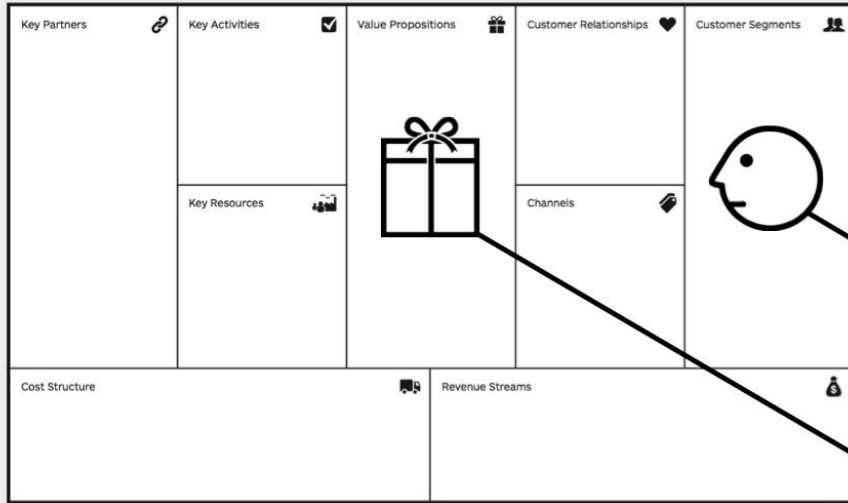 Key Partners
Key Activities
Value Propositions
Customer Relationships
Customer Segments
Key Resources
Channels
Cost Structure
Revenue Streams